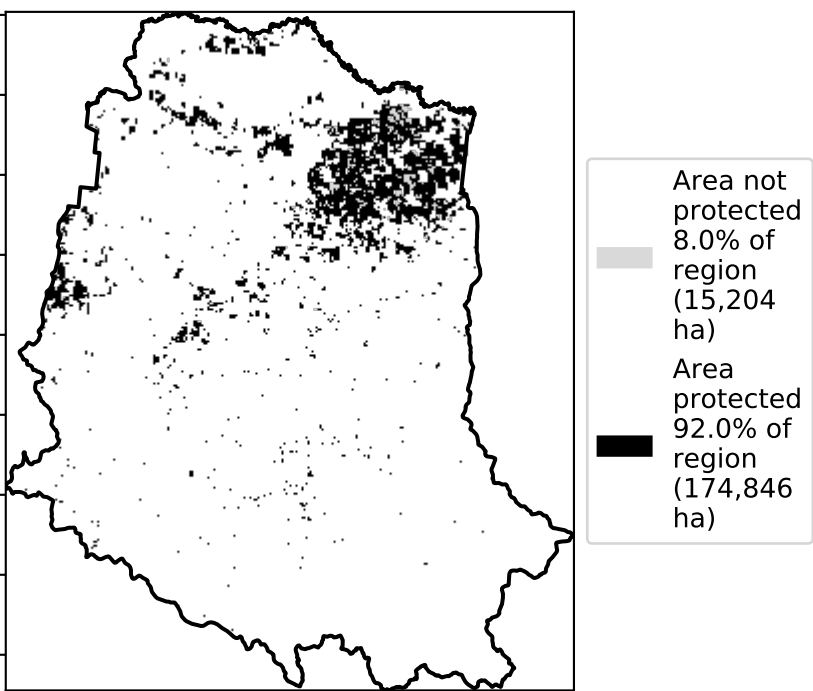 Area not
protected
8.0% of
region
(15,204
ha)
Area
protected
92.0% of
region
(174,846
ha)